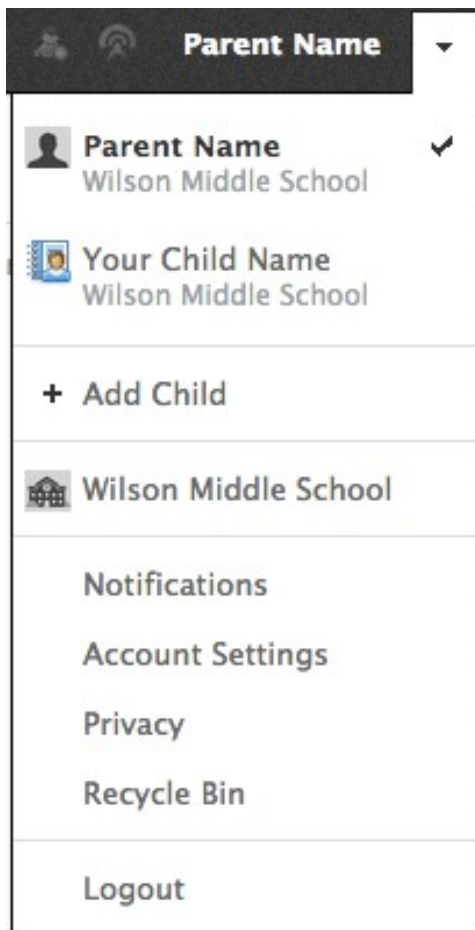 Parent Name
Parent Name
Wilson Middle School
Your Child Name
Wilson Middle School
+ Add Child
Wilson Middle School
Notifications
Account Settings
Privacy
Recycle Bin
Logout